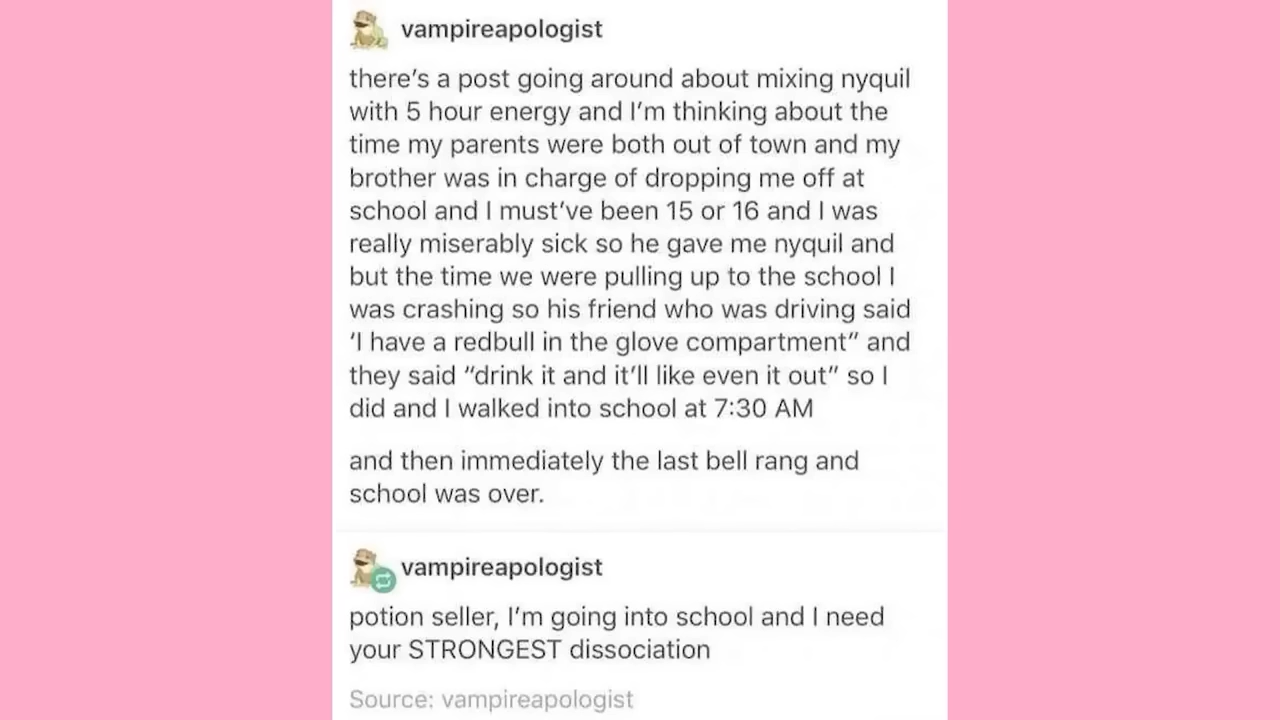 vampireapologist
there's a post going around about mixing nyquil
with 5 hour energy and I'm thinking about the
time my parents were both out of town and my
brother was in charge of dropping me off at
school and I must've been 15 or 16 and I was
really miserably sick so he gave me nyquil and
but the time we were pulling up to the school I
was crashing so his friend who was driving said
‘I have a redbull in the glove compartment” and
they said “drink it and it'll like even it out” so I
did and I walked into school at 7:30 AM
and then immediately the last bell rang and
school was over.
vampireapologist
potion seller, I'm going into school and I need
your STRONGEST dissociation
Source: vampireapologist